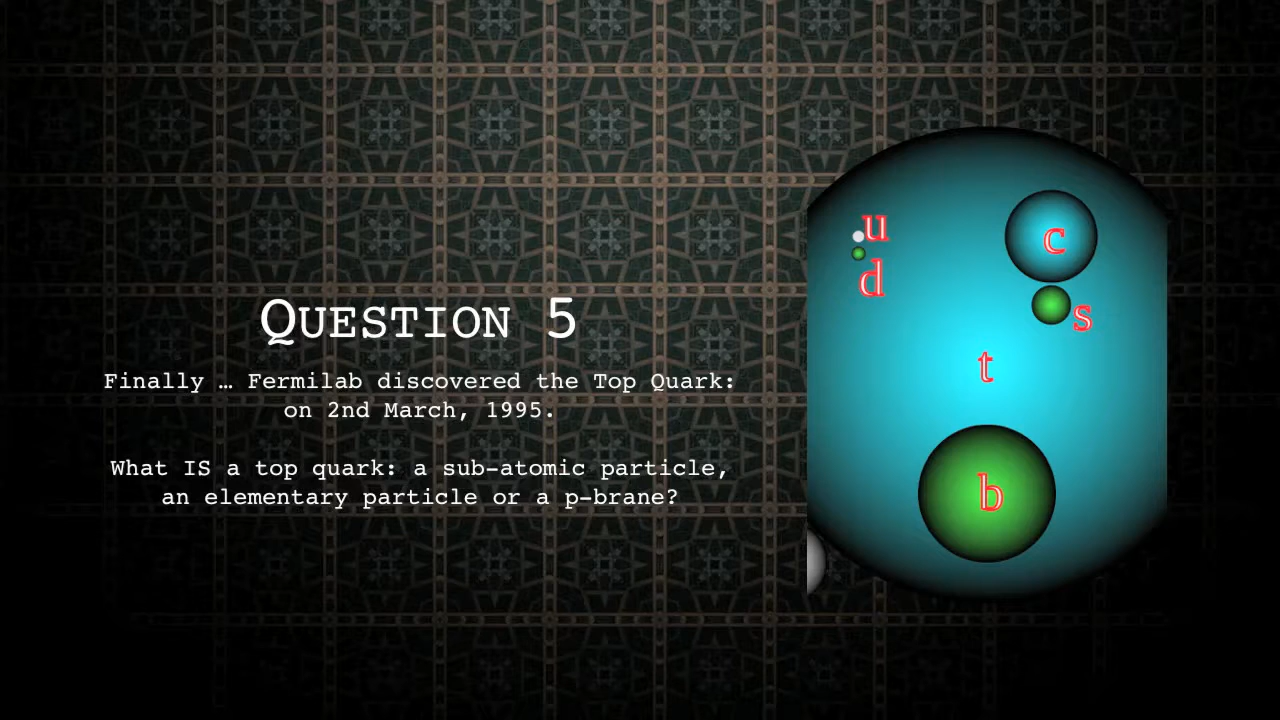 Question 5
Finally … Fermilab discovered the Top Quark:
on 2nd March, 1995.
What IS a top quark: a sub-atomic particle,
an elementary particle or a p-brane?
u
d
c
s
t
b